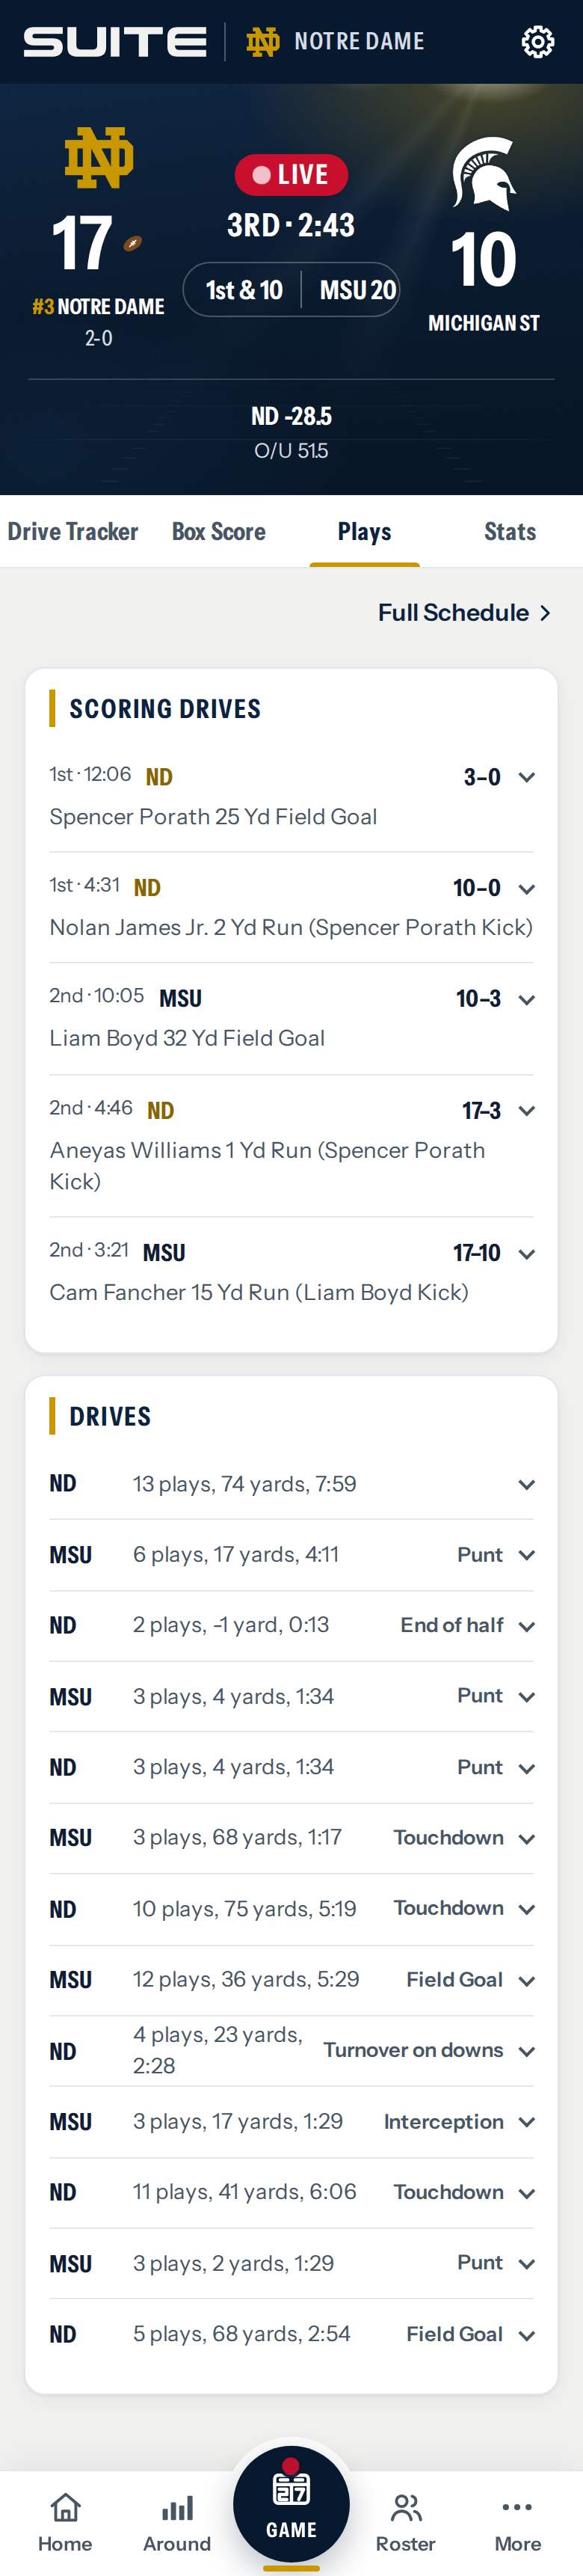 SUITE
NOTRE DAME
LIVE
17
3RD · 2:43
10
1st & 10
MSU 20
#3 NOTRE DAME
MICHIGAN ST
2-0
ND -28.5
O/U 51.5
Drive Tracker
Box Score
Plays
Stats
Full Schedule
SCORING DRIVES
1st · 12:06 ND 3–0
Spencer Porath 25 Yd Field Goal
1st · 4:31 ND 10–0
Nolan James Jr. 2 Yd Run (Spencer Porath Kick)
2nd · 10:05 MSU 10–3
Liam Boyd 32 Yd Field Goal
2nd · 4:46 ND 17–3
Aneyas Williams 1 Yd Run (Spencer Porath
Kick)
2nd · 3:21 MSU 17–10
Cam Fancher 15 Yd Run (Liam Boyd Kick)
DRIVES
ND 13 plays, 74 yards, 7:59
MSU 6 plays, 17 yards, 4:11 Punt
ND 2 plays, -1 yard, 0:13 End of half
MSU 3 plays, 4 yards, 1:34 Punt
ND 3 plays, 4 yards, 1:34 Punt
MSU 3 plays, 68 yards, 1:17 Touchdown
ND 10 plays, 75 yards, 5:19 Touchdown
MSU 12 plays, 36 yards, 5:29 Field Goal
ND 4 plays, 23 yards,
2:28 Turnover on downs
MSU 3 plays, 17 yards, 1:29 Interception
ND 11 plays, 41 yards, 6:06 Touchdown
MSU 3 plays, 2 yards, 1:29 Punt
ND 5 plays, 68 yards, 2:54 Field Goal
27
Home
Around
GAME
Roster
More